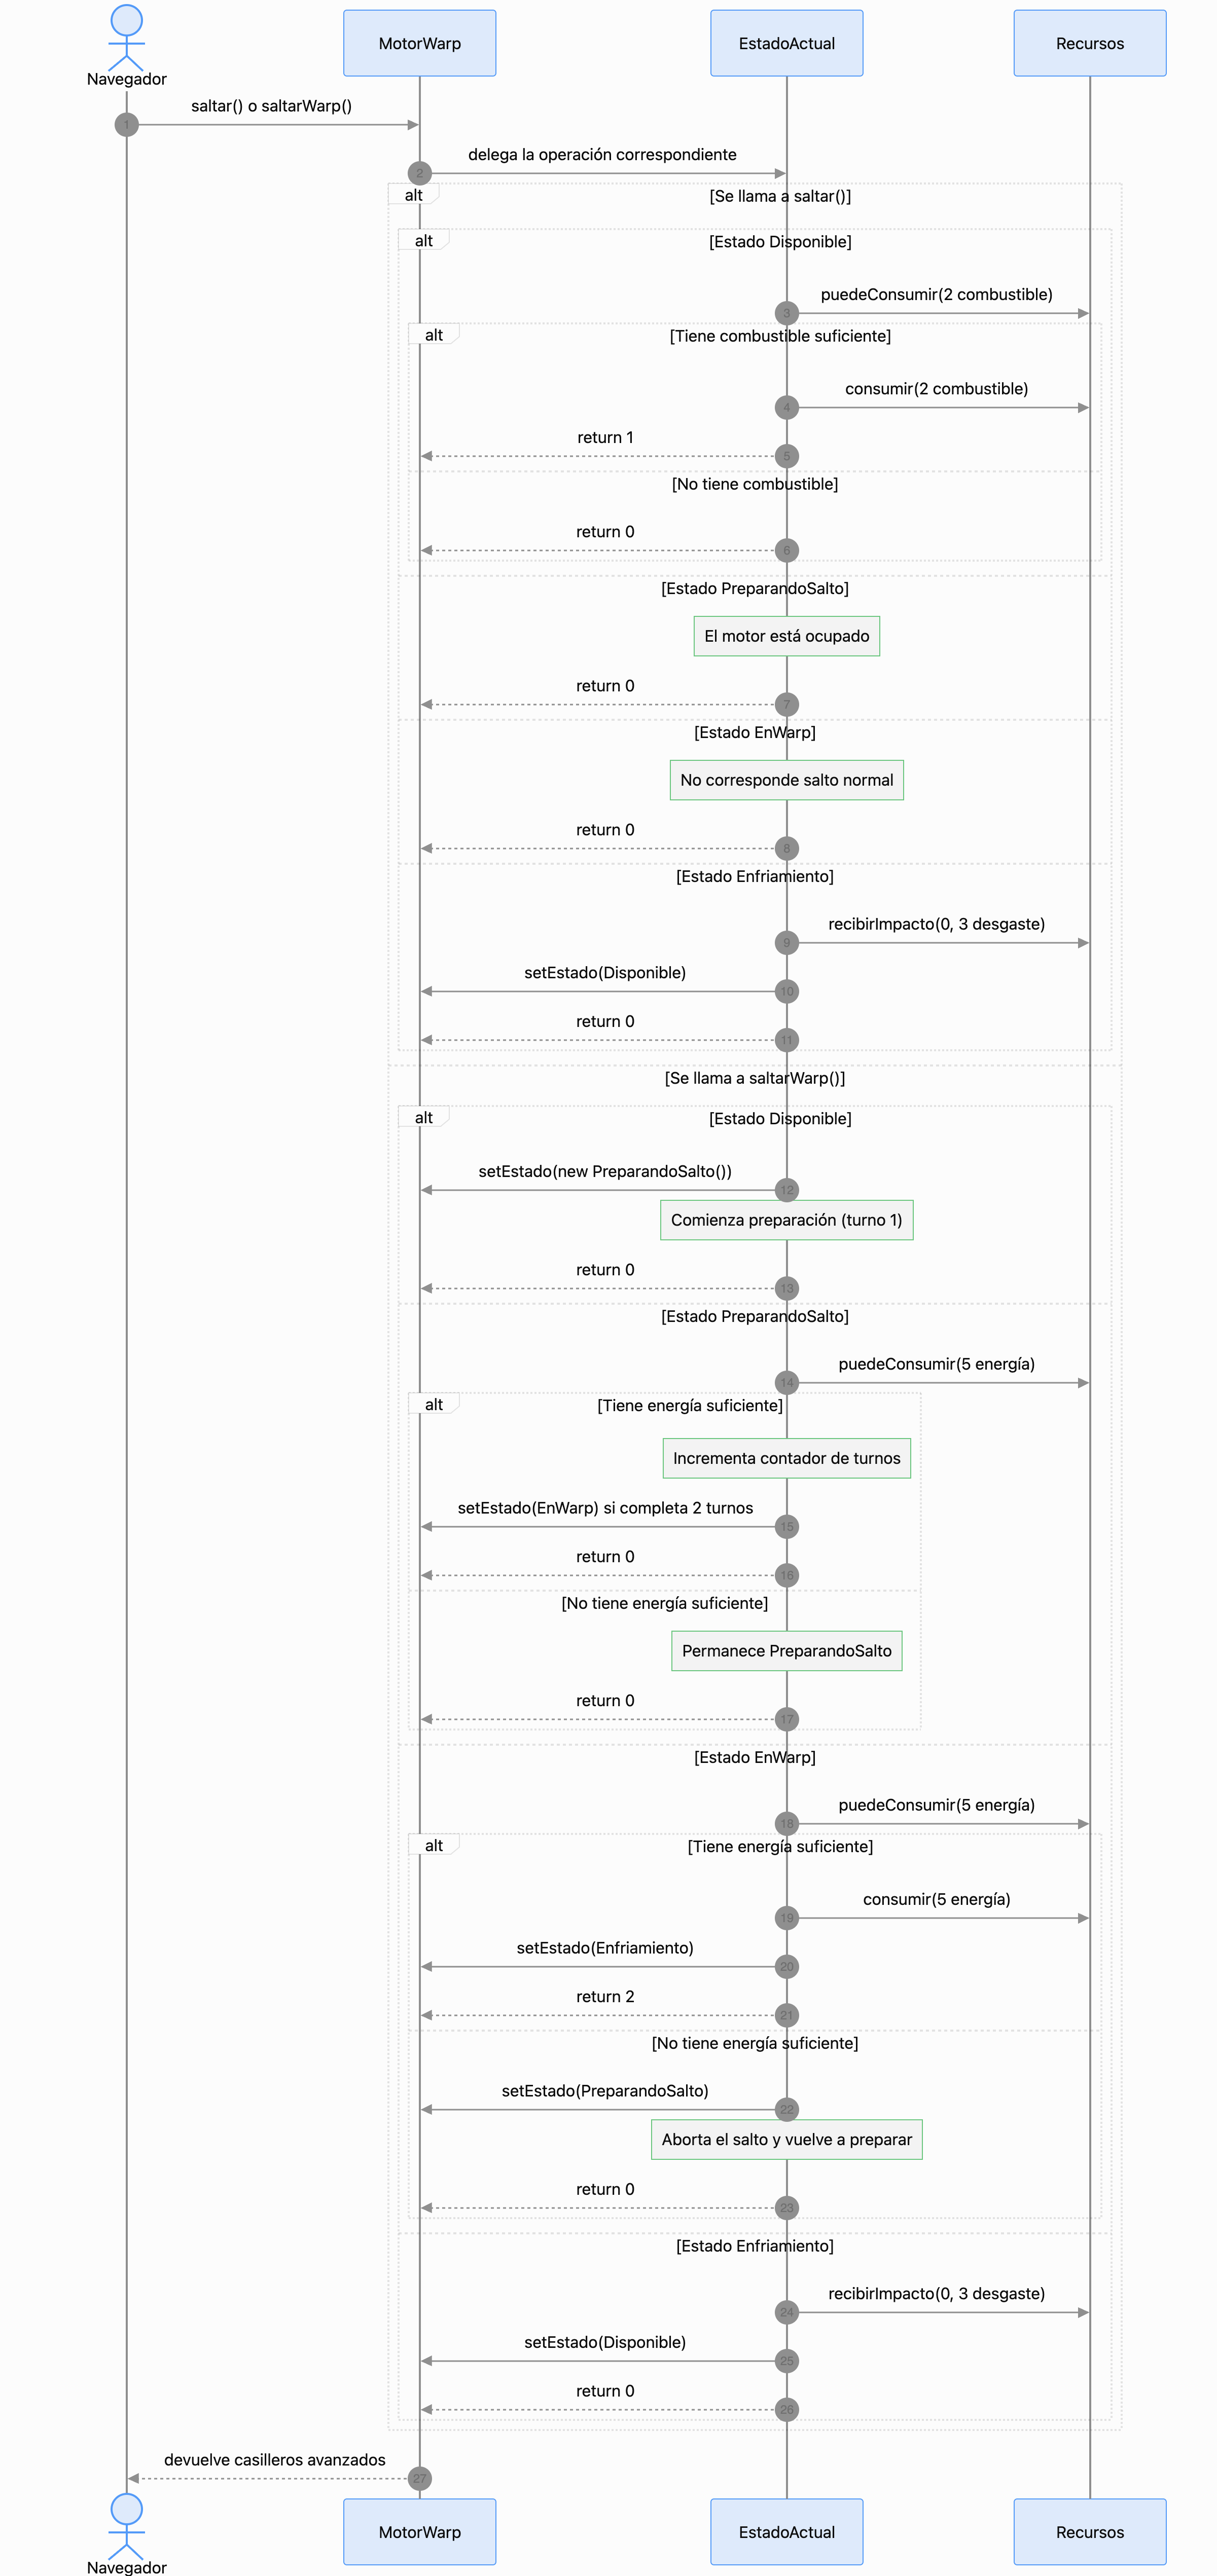 Navegador
MotorWarp
EstadoActual
Recursos
1
saltar() o saltarWarp()
2
delega la operación correspondiente
alt
[Se llama a saltar()]
alt
[Estado Disponible]
3
puedeConsumir(2 combustible)
alt
[Tiene combustible suficiente]
4
consumir(2 combustible)
return 1
5
[No tiene combustible]
return 0
6
[Estado PreparandoSalto]
El motor está ocupado
return 0
7
[Estado EnWarp]
No corresponde salto normal
return 0
8
[Estado Enfriamiento]
9
recibirImpacto(0, 3 desgaste)
setEstado(Disponible)
10
return 0
11
[Se llama a saltarWarp()]
alt
[Estado Disponible]
setEstado(new PreparandoSalto())
12
Comienza preparación (turno 1)
return 0
13
[Estado PreparandoSalto]
14
puedeConsumir(5 energía)
alt
[Tiene energía suficiente]
Incrementa contador de turnos
setEstado(EnWarp) si completa 2 turnos
15
return 0
16
[No tiene energía suficiente]
Permanece PreparandoSalto
return 0
17
[Estado EnWarp]
18
puedeConsumir(5 energía)
alt
[Tiene energía suficiente]
19
consumir(5 energía)
setEstado(Enfriamiento)
20
return 2
21
[No tiene energía suficiente]
setEstado(PreparandoSalto)
22
Aborta el salto y vuelve a preparar
return 0
23
[Estado Enfriamiento]
24
recibirImpacto(0, 3 desgaste)
setEstado(Disponible)
25
return 0
26
devuelve casilleros avanzados
27
Navegador
MotorWarp
EstadoActual
Recursos